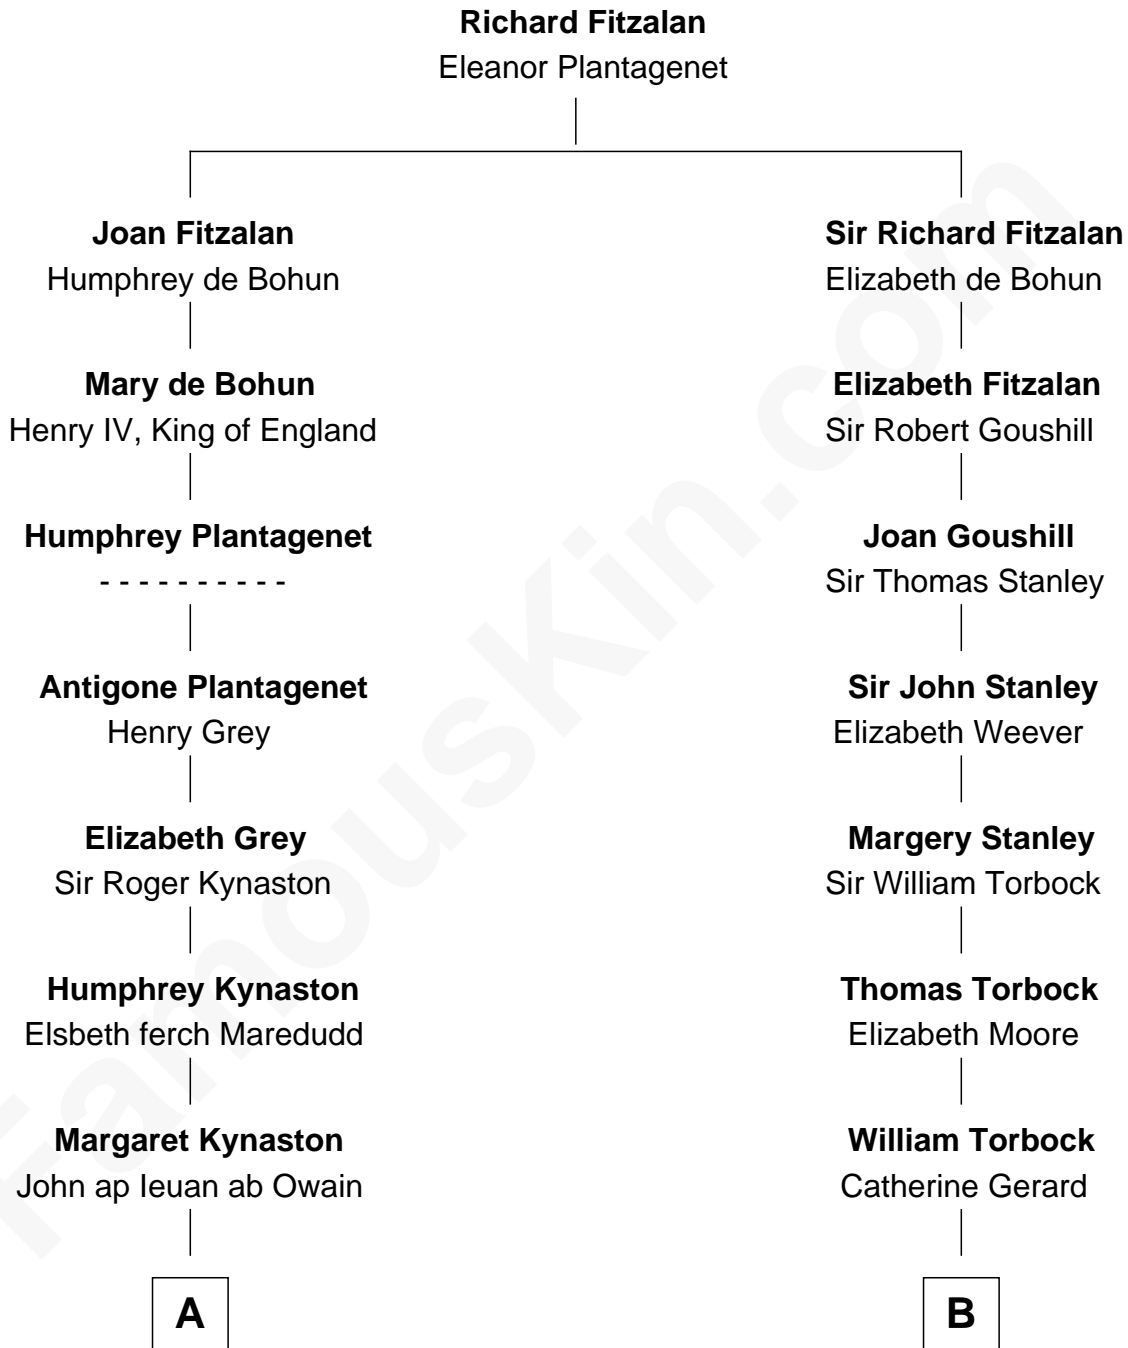 Richard Fitzalan
Eleanor Plantagenet
Joan Fitzalan
Humphrey de Bohun
Sir Richard Fitzalan
Elizabeth de Bohun
Mary de Bohun
Henry IV, King of England
Elizabeth Fitzalan
Sir Robert Goushill
Humphrey Plantagenet
- - - - - - - - - -
Joan Goushill
Sir Thomas Stanley
Antigone Plantagenet
Henry Grey
Sir John Stanley
Elizabeth Weever
Elizabeth Grey
Sir Roger Kynaston
Margery Stanley
Sir William Torbock
Humphrey Kynaston
Elsbeth ferch Maredudd
Thomas Torbock
Elizabeth Moore
Margaret Kynaston
John ap Ieuan ab Owain
William Torbock
Catherine Gerard
A
B
FamousKin.com